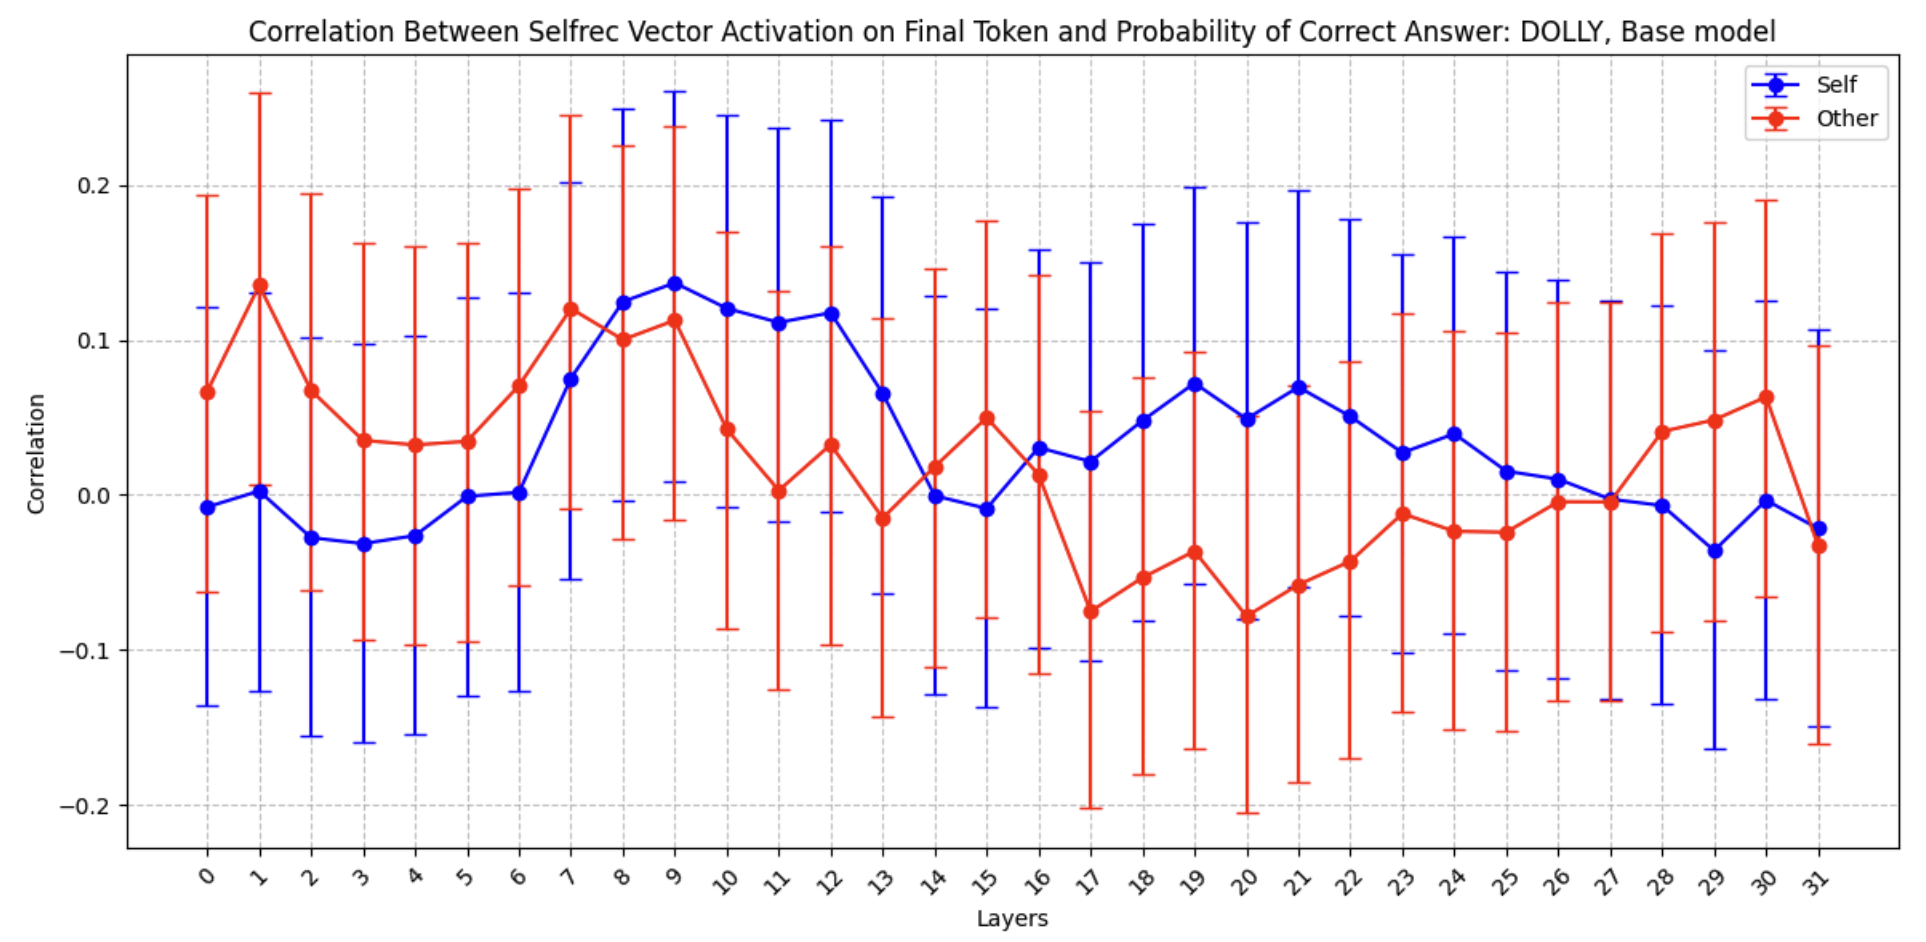 Correlation Between Selfrec Vector Activation on Final Token and Probability of Correct Answer: DOLLY, Base model
Self
Other
Correlation
0.2
0.1
0.0
−0.1
−0.2
0 1 2 3 4 5 6 7 8 9 10 11 12 13 14 15 16 17 18 19 20 21 22 23 24 25 26 27 28 29 30 31
Layers